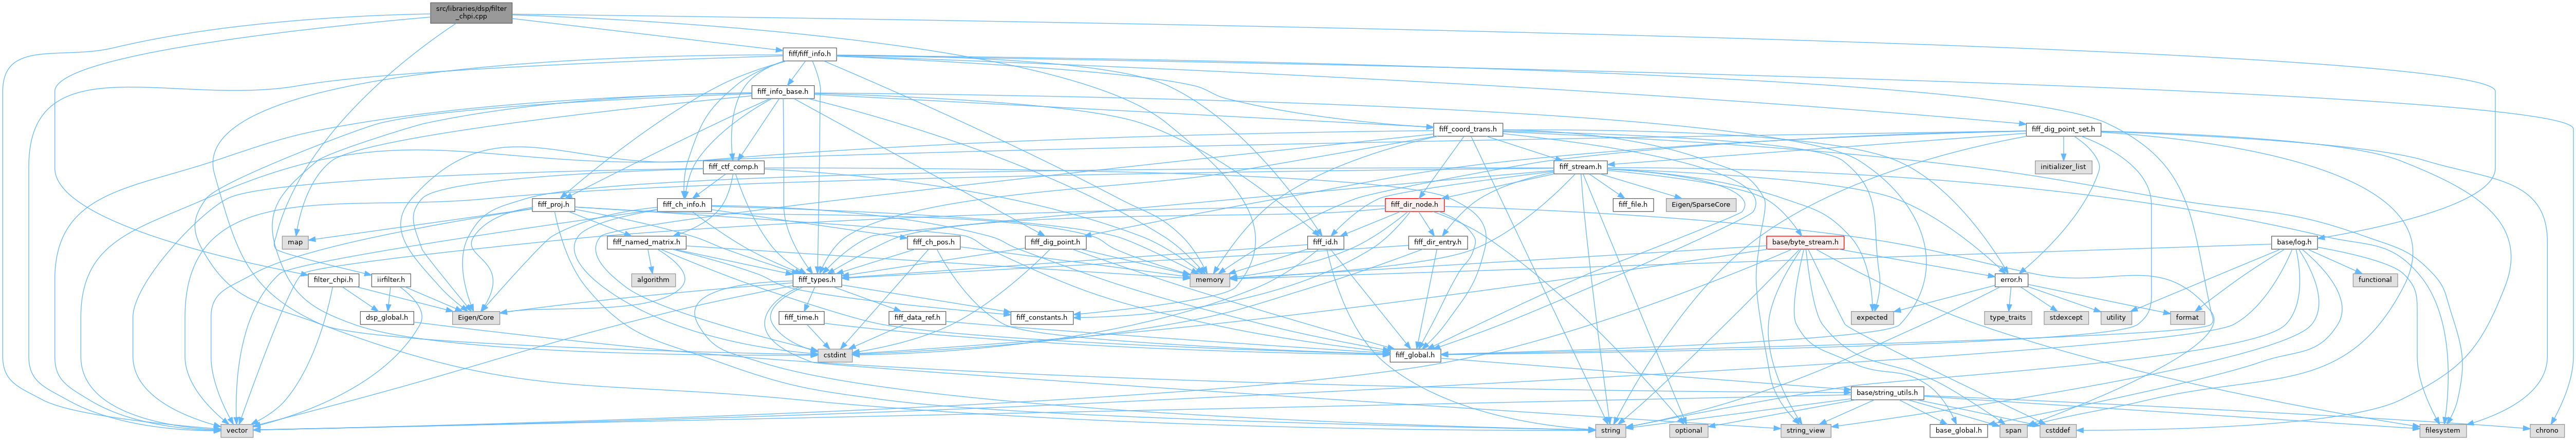 src/libraries/dsp/filter
_chpi.cpp
fiff/fiff_info.h
fiff_info_base.h
fiff_coord_trans.h
fiff_dig_point_set.h
fiff_ctf_comp.h
fiff_stream.h
initializer_list
fiff_proj.h
fiff_ch_info.h
fiff_dir_node.h
fiff_file.h
Eigen/SparseCore
map
fiff_named_matrix.h
fiff_ch_pos.h
fiff_dig_point.h
fiff_id.h
fiff_dir_entry.h
base/byte_stream.h
base/log.h
filter_chpi.h
iirfilter.h
algorithm
fiff_types.h
memory
error.h
functional
dsp_global.h
Eigen/Core
fiff_time.h
fiff_data_ref.h
fiff_constants.h
expected
type_traits
stdexcept
utility
format
cstdint
fiff_global.h
base/string_utils.h
vector
string
optional
string_view
base_global.h
span
cstddef
filesystem
chrono